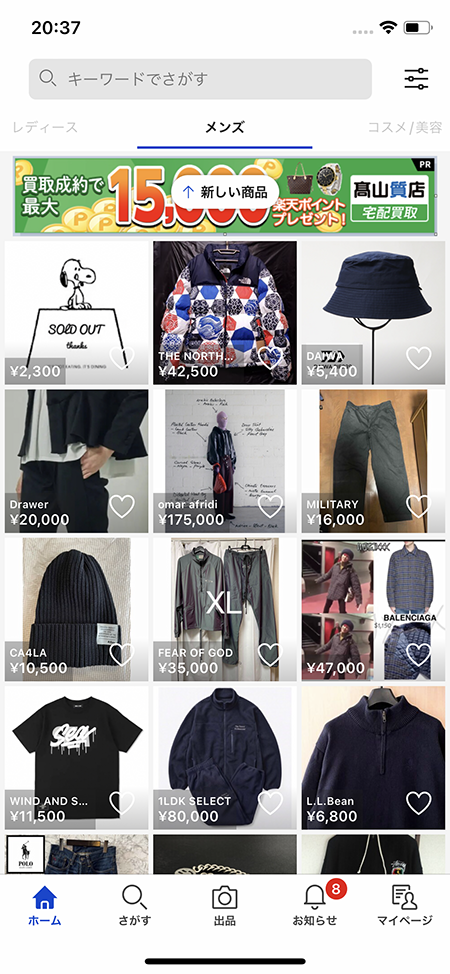 20:37
キーワードでさがす
レディース
メンズ
コスメ/美容
PR
買取成約で
最大
15,000
↑ 新しい商品
楽天ポイント
プレゼント!
髙山質店
宅配買取
SOLD OUT
thanks
¥2,300
THE NORTH...
¥42,500
DAIWA
¥5,400
Drawer
¥20,000
omar afridi
¥175,000
MILITARY
¥16,000
CA4LA
¥10,500
XL
FEAR OF GOD
¥35,000
BALENCIAGA
$1,150
¥47,000
WIND AND S...
¥11,500
1LDK SELECT
¥80,000
L.L.Bean
¥6,800
POLO
8
ホーム
さがす
出品
お知らせ
マイページ